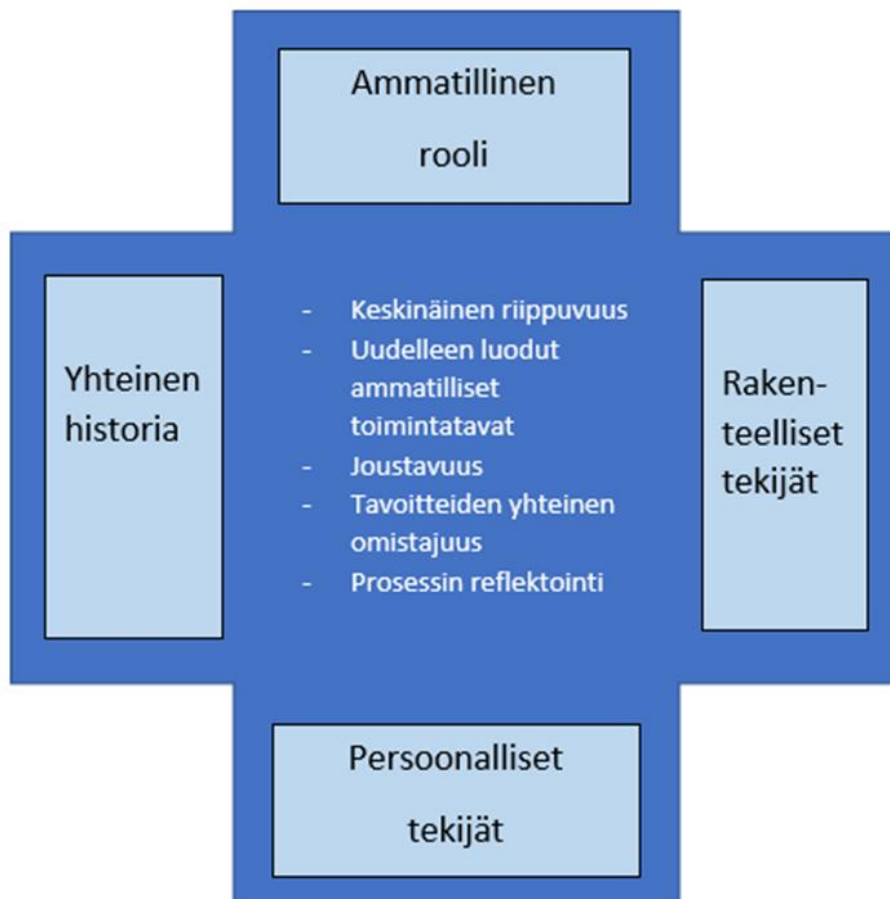 Ammatillinen
rooli
Yhteinen
historia
- Keskinäinen riippuvuus
- Uudelleen luodut
ammatilliset
toimintatavat
- Joustavuus
- Tavoitteiden yhteinen
omistajuus
- Prosessin reflektointi
Raken-
teelliset
tekijät
Persoonalliset
tekijät